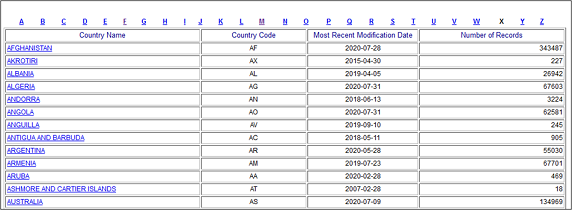 A B C D E F G H I J K L M N O P Q R S T U V W X Y Z
Country Name Country Code Most Recent Modification Date Number of Records
AFGHANISTAN AF 2020-07-28 343487
AKROTIRI AX 2015-04-30 227
ALBANIA AL 2019-04-05 26942
ALGERIA AG 2020-07-31 67603
ANDORRA AN 2018-06-13 3224
ANGOLA AO 2020-07-31 62581
ANGUILLA AV 2019-09-10 245
ANTIGUA AND BARBUDA AC 2018-05-11 905
ARGENTINA AR 2020-05-28 55030
ARMENIA AM 2019-07-23 67701
ARUBA AA 2020-02-28 469
ASHMORE AND CARTIER ISLANDS AT 2007-02-28 18
AUSTRALIA AS 2020-07-09 134969